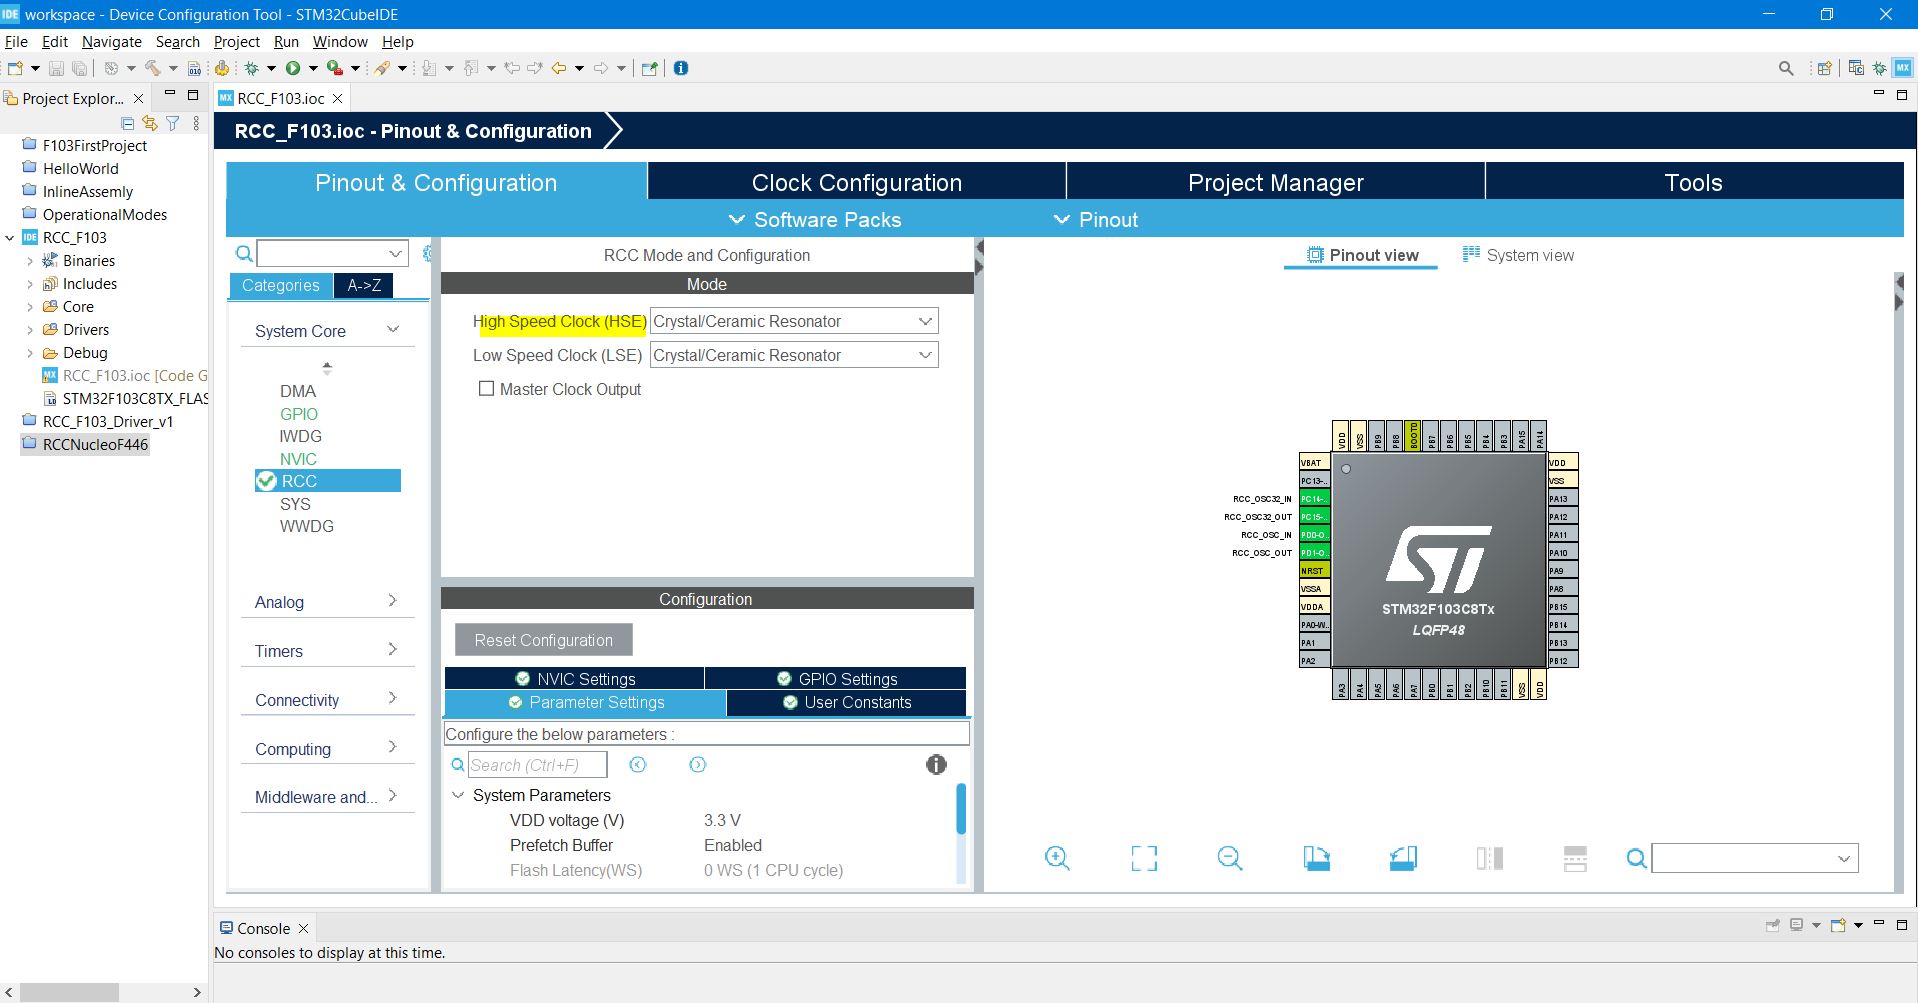 IDE workspace - Device Configuration Tool - STM32CubeIDE
File Edit Navigate Search Project Run Window Help
Project Explor...
MX RCC_F103.ioc
RCC_F103.ioc - Pinout & Configuration
F103FirstProject
HelloWorld
InlineAssemly
OperationalModes
IDE RCC_F103
Binaries
Includes
Core
Drivers
Debug
MX RCC_F103.ioc [Code G
STM32F103C8TX_FLAS
RCC_F103_Driver_v1
RCCNucleoF446
Pinout & Configuration
Clock Configuration
Project Manager
Tools
Software Packs
Pinout
Categories
A->Z
System Core
DMA
GPIO
IWDG
NVIC
RCC
SYS
WWDG
Analog
Timers
Connectivity
Computing
Middleware and...
RCC Mode and Configuration
Mode
High Speed Clock (HSE) Crystal/Ceramic Resonator
Low Speed Clock (LSE) Crystal/Ceramic Resonator
Master Clock Output
Configuration
Reset Configuration
NVIC Settings
GPIO Settings
Parameter Settings
User Constants
Configure the below parameters :
Search (Ctrl+F)
System Parameters
VDD voltage (V) 3.3 V
Prefetch Buffer Enabled
Flash Latency(WS) 0 WS (1 CPU cycle)
Pinout view
System view
VDD VSS PB9 PB8 BOOT0 PB7 PB6 PB5 PB4 PB3 PA15 PA14
VBAT
PC13-..
RCC_OSC32_IN PC14-..
RCC_OSC32_OUT PC15-..
RCC_OSC_IN PD0-O..
RCC_OSC_OUT PD1-O..
NRST
VSSA
VDDA
PA0-W..
PA1
PA2
ST
STM32F103C8Tx
LQFP48
VDD
VSS
PA13
PA12
PA11
PA10
PA9
PA8
PB15
PB14
PB13
PB12
PA3 PA4 PA5 PA6 PA7 PB0 PB1 PB2 PB10 PB11 VSS VDD
Console
No consoles to display at this time.